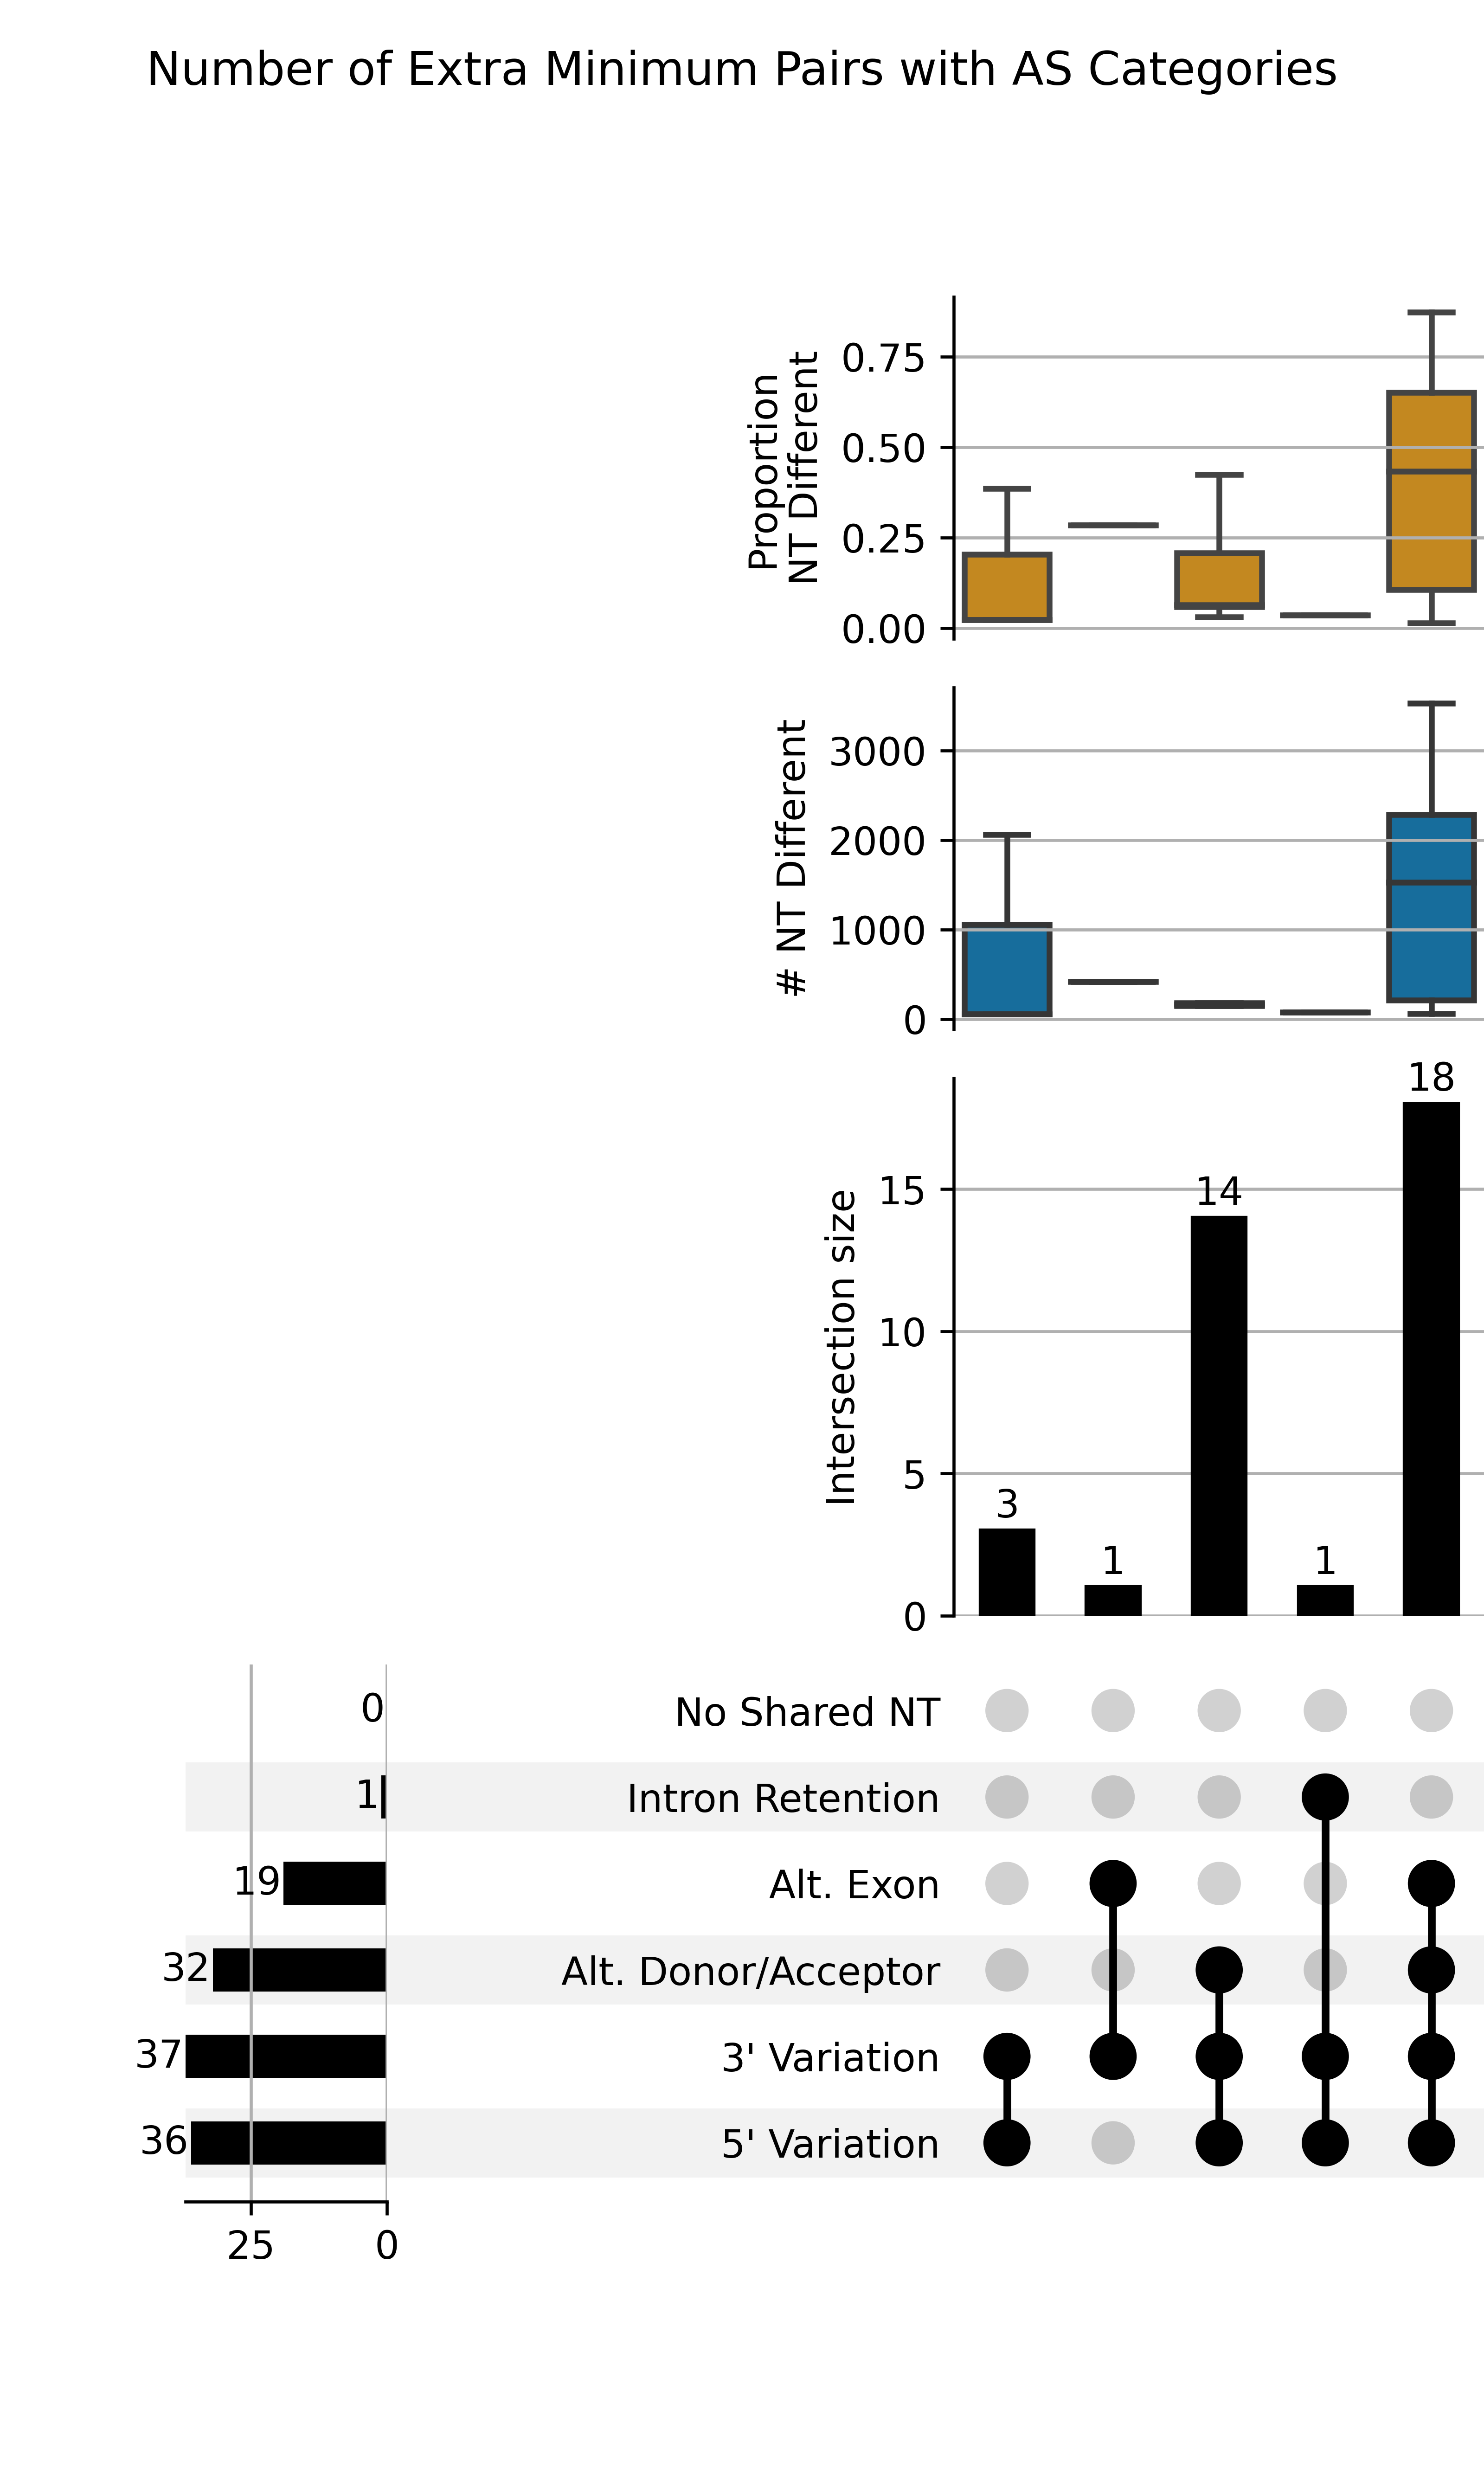 Number of Extra Minimum Pairs with AS Categories
Proportion
NT Different
0.75
0.50
0.25
0.00
# NT Different
3000
2000
1000
0
Intersection size
15
10
5
0
3
1
14
1
18
0
No Shared NT
1
Intron Retention
19
Alt. Exon
32
Alt. Donor/Acceptor
37
3' Variation
36
5' Variation
25
0